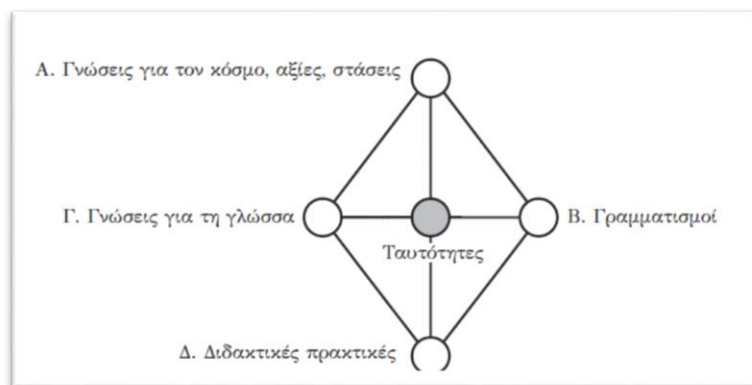 Α. Γνώσεις για τον κόσμο, αξίες, στάσεις
Γ. Γνώσεις για τη γλώσσα
Β. Γραμματισμοί
Ταυτότητες
Δ. Διδακτικές πρακτικές